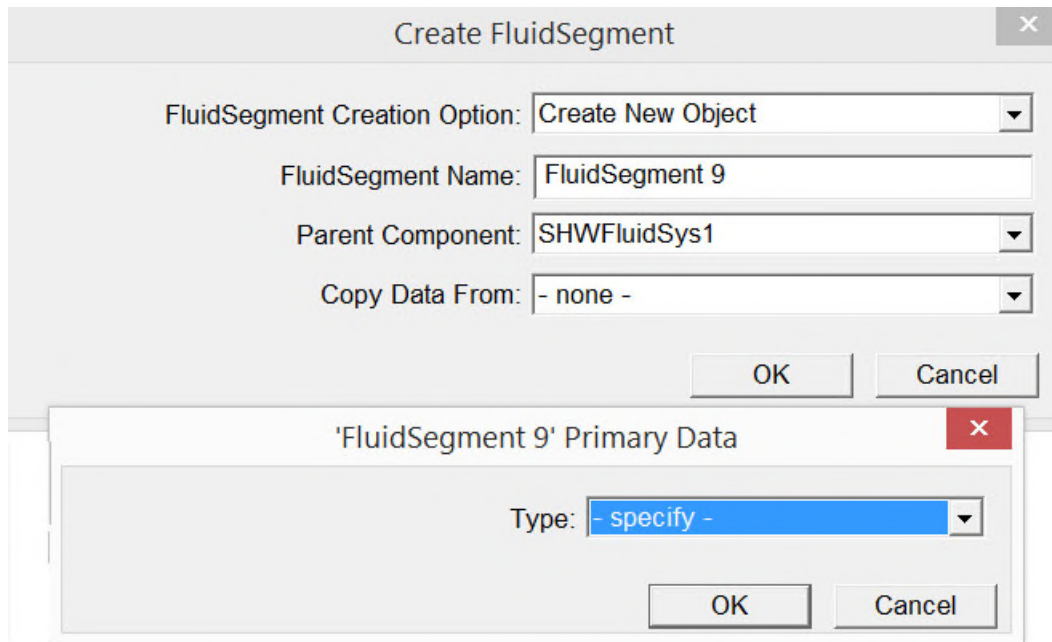 Create FluidSegment
FluidSegment Creation Option: Create New Object
FluidSegment Name: FluidSegment 9
Parent Component: SHWFluidSys1
Copy Data From: - none -
OK Cancel
'FluidSegment 9' Primary Data
Type: - specify -
OK Cancel